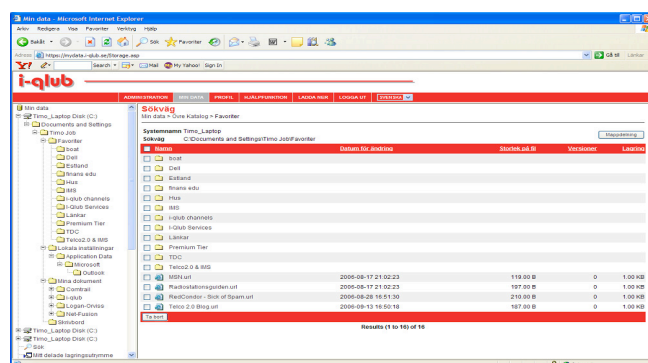 Min data - Microsoft Internet Explorer
Arkiv Redigera Visa Favoriter Verktyg Hjälp
Bakåt Sök Favoriter
Adress https://mydata.i-qlub.se/Storage.asp Gå till Länkar
Y! Search Mail My Yahoo! Sign In
i-qlub
ADMINISTRATION MIN DATA PROFIL HJÄLPFUNKTION LADDA NER LOGGA UT SVENSKA
Min data
Timo_Laptop Disk (C:)
Documents and Settings
Timo Job
Favoriter
boat
Dell
Estland
finans edu
Hus
IMS
i-qlub channels
I-Qlub Services
Länkar
Premium Tier
TDC
Telco2.0 & IMS
Lokala inställningar
Application Data
Microsoft
Outlook
Mina dokument
Comtrail
i-qlub
Logan-Orviss
Net-Fusion
Skrivbord
Timo_Laptop Disk (C:)
Timo_Laptop Disk (C:)
Sök
Mitt delade lagringsutrymme
Sökväg
Min data > Övre Katalog > Favoriter
Systemnamn Timo_Laptop
Sökväg C:\Documents and Settings\Timo Job\Favoriter
Mappdelning
Namn Datum för ändring Storlek på fil Versioner Lagring
boat
Dell
Estland
finans edu
Hus
IMS
i-qlub channels
I-Qlub Services
Länkar
Premium Tier
TDC
Telco2.0 & IMS
MSN.url 2006-08-17 21:02:23 119.00 B 0 1.00 KB
Radiostationsguiden.url 2006-08-17 21:02:23 197.00 B 0 1.00 KB
RedCondor - Sick of Spam.url 2006-08-28 16:51:30 210.00 B 0 1.00 KB
Telco 2.0 Blog.url 2006-09-13 16:50:18 187.00 B 0 1.00 KB
Ta bort
Results (1 to 16) of 16